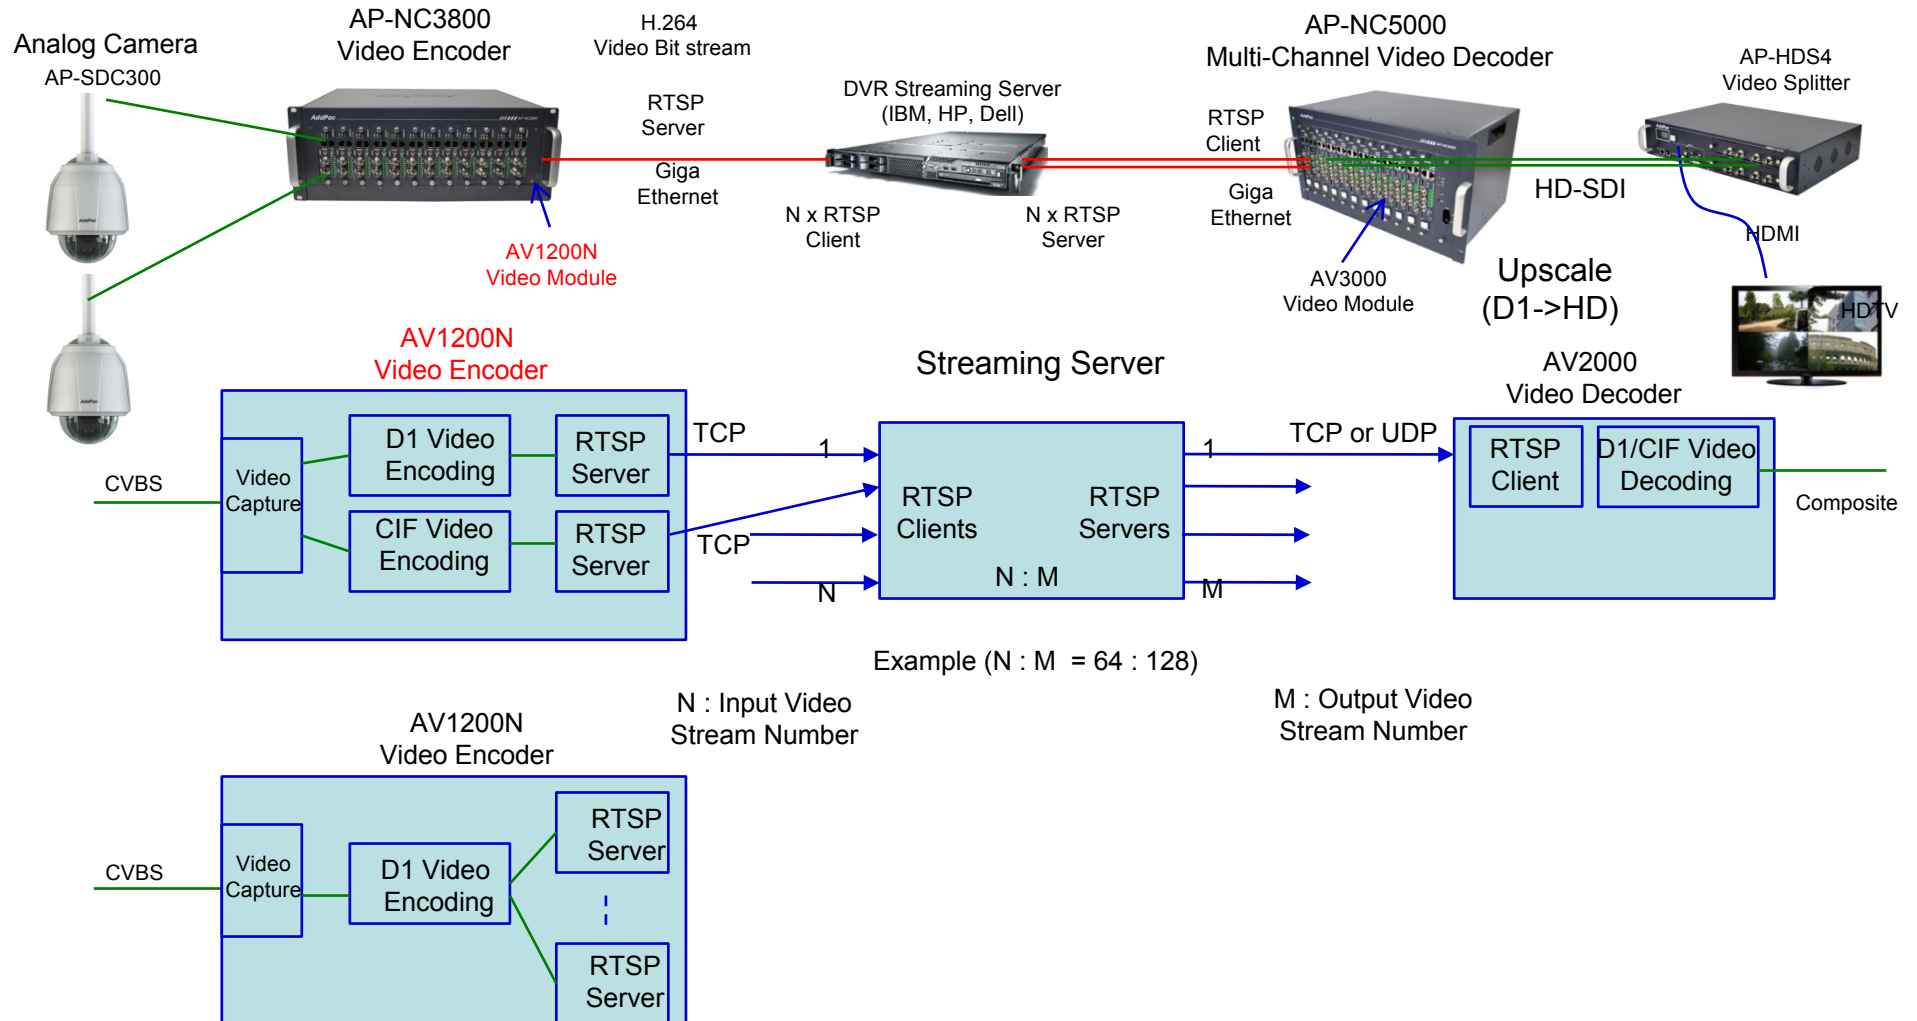 Analog Camera
AP-SDC300
AP-NC3800
Video Encoder
H.264
Video Bit stream
RTSP
Server
Giga
Ethernet
AV1200N
Video Module
DVR Streaming Server
(IBM, HP, Dell)
N x RTSP
Client
N x RTSP
Server
AP-NC5000
Multi-Channel Video Decoder
RTSP
Client
Giga
Ethernet
AV3000
Video Module
HD-SDI
AP-HDS4
Video Splitter
HDMI
HDTV
Upscale
(D1->HD)
AddPac
AddPac
AddPac
AV1200N
Video Encoder
CVBS
Video
Capture
D1 Video
Encoding
RTSP
Server
CIF Video
Encoding
RTSP
Server
TCP
TCP
1
N
Streaming Server
RTSP
Clients
RTSP
Servers
N : M
1
M
TCP or UDP
AV2000
Video Decoder
RTSP
Client
D1/CIF Video
Decoding
Composite
Example (N : M = 64 : 128)
N : Input Video
Stream Number
M : Output Video
Stream Number
AV1200N
Video Encoder
CVBS
Video
Capture
D1 Video
Encoding
RTSP
Server
RTSP
Server